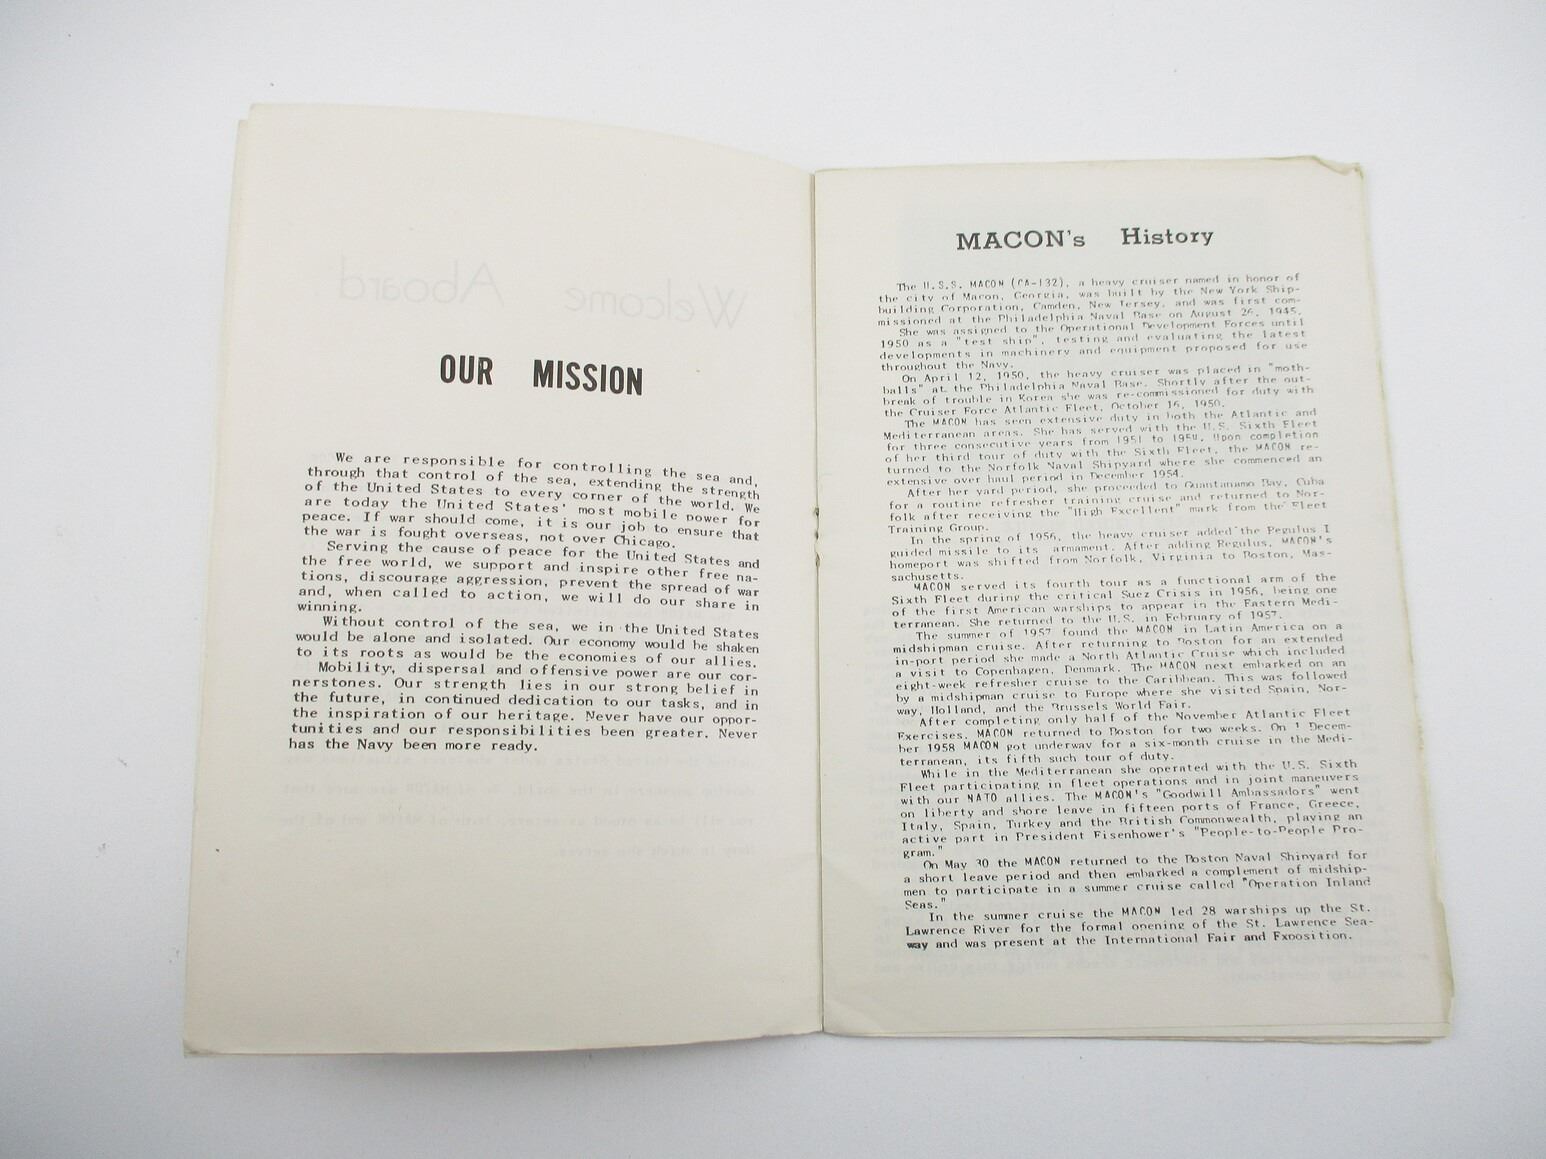 Welcome Aboard
OUR MISSION
We are responsible for controlling the sea and,
through that control of the sea, extending the strength
of the United States to every corner of the world. We
are today the United States' most mobile power for
peace. If war should come, it is our job to ensure that
the war is fought overseas, not over Chicago.
Serving the cause of peace for the United States and
the free world, we support and inspire other free na-
tions, discourage aggression, prevent the spread of war
and, when called to action, we will do our share in
winning.
Without control of the sea, we in the United States
would be alone and isolated. Our economy would be shaken
to its roots as would be the economies of our allies.
Mobility, dispersal and offensive power are our cor-
nerstones. Our strength lies in our strong belief in
the future, in continued dedication to our tasks, and in
the inspiration of our heritage. Never have our oppor-
tunities and our responsibilities been greater. Never
has the Navy been more ready.
MACON's History
The U.S.S. MACON (CA-132), a heavy cruiser named in honor of
the city of Macon, Georgia, was built by the New York Ship-
building Corporation, Camden, New Jersey, and was first com-
missioned at the Philadelphia Naval Base on August 26, 1945.
She was assigned to the Operational Development Forces until
1950 as a "test ship", testing and evaluating the latest
developments in machinery and equipment proposed for use
throughout the Navy.
On April 12, 1950, the heavy cruiser was placed in "moth-
balls" at the Philadelphia Naval Base. Shortly after the out-
break of trouble in Korea she was re-commissioned for duty with
the Cruiser Force Atlantic Fleet, October 16, 1950.
The MACON has seen extensive duty in both the Atlantic and
Mediterranean areas. She has served with the U.S. Sixth Fleet
for three consecutive years from 1951 to 1954. Upon completion
of her third tour of duty with the Sixth Fleet, the MACON re-
turned to the Norfolk Naval Shipyard where she commenced an
extensive over haul period in December 1954.
After her yard period, she proceeded to Guantanamo Bay, Cuba
for a routine refresher training cruise and returned to Nor-
folk after receiving the "High Excellent" mark from the Fleet
Training Group.
In the spring of 1956, the heavy cruiser added the Regulus I
guided missile to its armament. After adding Regulus, MACON's
homeport was shifted from Norfolk, Virginia to Boston, Mas-
sachusetts.
MACON served its fourth tour as a functional arm of the
Sixth Fleet during the critical Suez Crisis in 1956, being one
of the first American warships to appear in the Eastern Medi-
terranean. She returned to the U.S. in February of 1957.
The summer of 1957 found the MACON in Latin America on a
midshipman cruise. After returning to Boston for an extended
in-port period she made a North Atlantic Cruise which included
a visit to Copenhagen, Denmark. The MACON next embarked on an
eight-week refresher cruise to the Caribbean. This was followed
by a midshipman cruise to Europe where she visited Spain, Nor-
way, Holland, and the Brussels World Fair.
After completing only half of the November Atlantic Fleet
Exercises, MACON returned to Boston for two weeks. On 1 Decem-
ber 1958 MACON got underway for a six-month cruise in the Medi-
terranean, its fifth such tour of duty.
While in the Mediterranean she operated with the U.S. Sixth
Fleet participating in fleet operations and in joint maneuvers
with our NATO allies. The MACON's "Goodwill Ambassadors" went
on liberty and shore leave in fifteen ports of France, Greece,
Italy, Spain, Turkey and the British Commonwealth, playing an
active part in President Eisenhower's "People-to-People Pro-
gram."
On May 30 the MACON returned to the Boston Naval Shipyard for
a short leave period and then embarked a complement of midship-
men to participate in a summer cruise called "Operation Inland
Seas."
In the summer cruise the MACON led 28 warships up the St.
Lawrence River for the formal opening of the St. Lawrence Sea-
way and was present at the International Fair and Exposition.